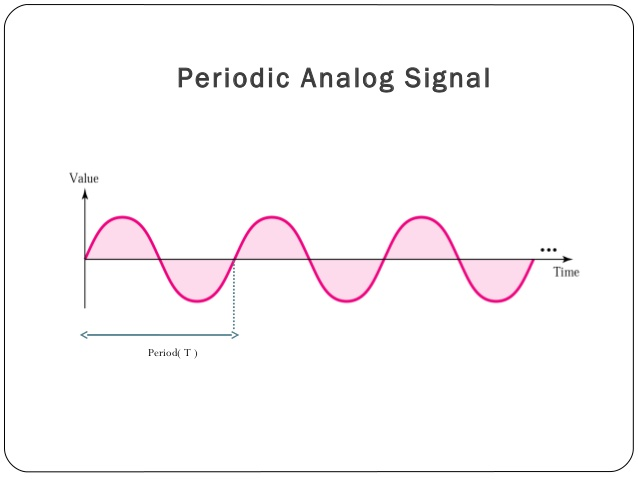 Periodic Analog Signal
Value
...
Time
Period( T )